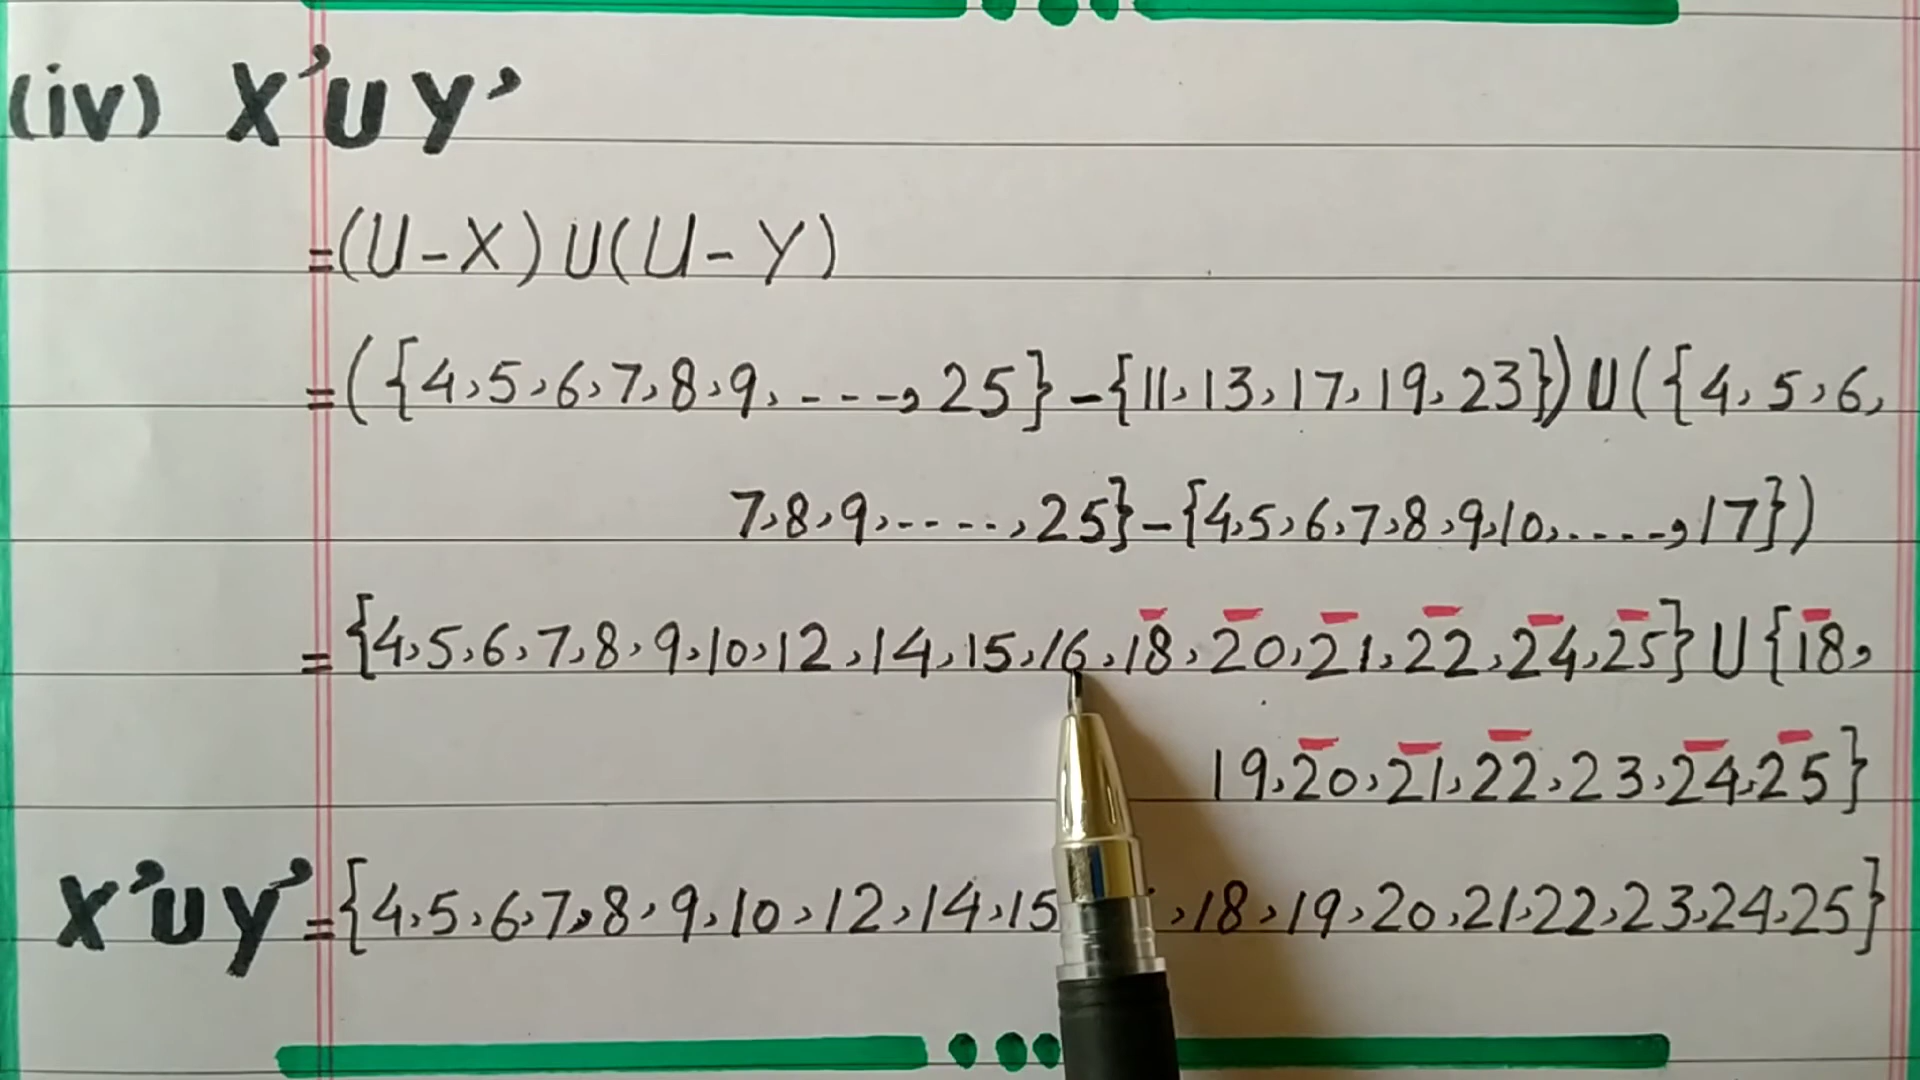 (iv) X'UY'
=(U-X)U(U-Y)
=({4,5,6,7,8,9,----,25}-{11,13,17,19,23})U({4,5,6,
7,8,9,-----,25}-{4,5,6,7,8,9,10,-----,17})
={4,5,6,7,8,9,10,12,14,15,16,18,20,21,22,24,25}U{18,
19,20,21,22,23,24,25}
X'UY'={4,5,6,7,8,9,10,12,14,15 ,18,19,20,21,22,23,24,25}